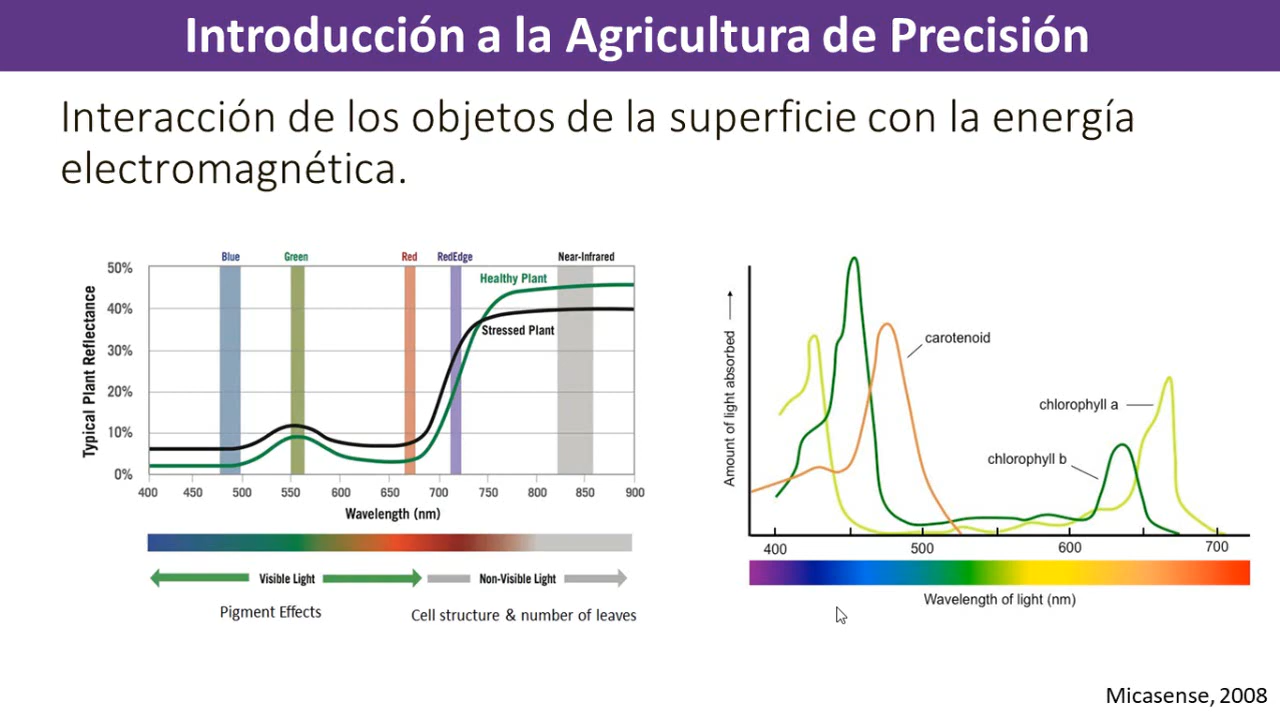 Introducción a la Agricultura de Precisión
Interacción de los objetos de la superficie con la energía
electromagnética.
Blue Green Red RedEdge Near-Infrared
Typical Plant Reflectance
50%
40%
30%
20%
10%
0%
Healthy Plant
Stressed Plant
400 450 500 550 600 650 700 750 800 850 900
Wavelength (nm)
Visible Light Non-Visible Light
Pigment Effects Cell structure & number of leaves
Amount of light absorbed
carotenoid
chlorophyll a
chlorophyll b
400 500 600 700
Wavelength of light (nm)
Micasense, 2008